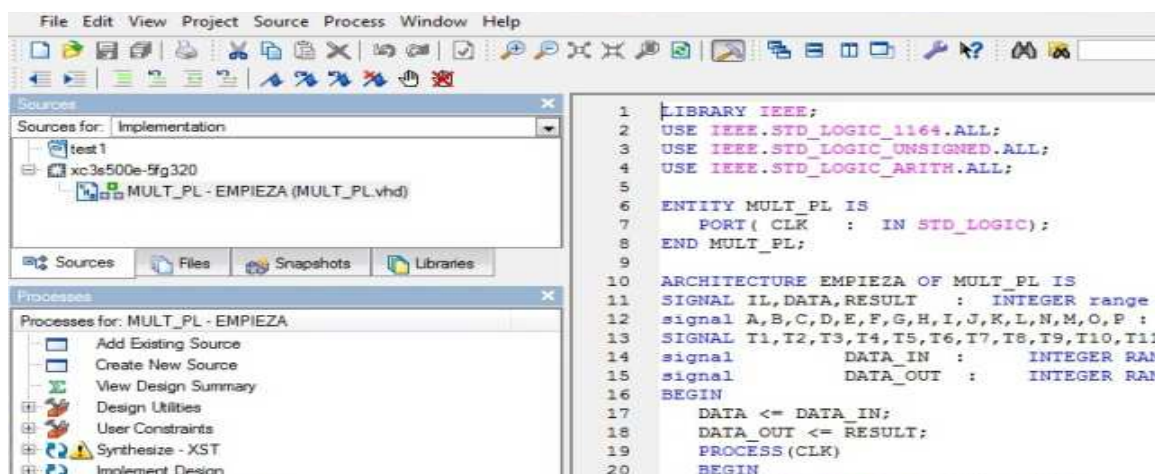 File Edit View Project Source Process Window Help
Sources
Sources for: Implementation
test1
xc3s500e-5fg320
MULT_PL - EMPIEZA (MULT_PL.vhd)
Sources Files Snapshots Libraries
Processes
Processes for: MULT_PL - EMPIEZA
Add Existing Source
Create New Source
View Design Summary
Design Utilities
User Constraints
Synthesize - XST
Implement Design
1 LIBRARY IEEE;
2 USE IEEE.STD_LOGIC_1164.ALL;
3 USE IEEE.STD_LOGIC_UNSIGNED.ALL;
4 USE IEEE.STD_LOGIC_ARITH.ALL;
5
6 ENTITY MULT_PL IS
7 PORT( CLK : IN STD_LOGIC);
8 END MULT_PL;
9
10 ARCHITECTURE EMPIEZA OF MULT_PL IS
11 SIGNAL IL,DATA,RESULT : INTEGER range
12 signal A,B,C,D,E,F,G,H,I,J,K,L,N,M,O,P :
13 SIGNAL T1,T2,T3,T4,T5,T6,T7,T8,T9,T10,T11
14 signal DATA_IN : INTEGER RAN
15 signal DATA_OUT : INTEGER RAN
16 BEGIN
17 DATA <= DATA_IN;
18 DATA_OUT <= RESULT;
19 PROCESS(CLK)
20 BEGIN